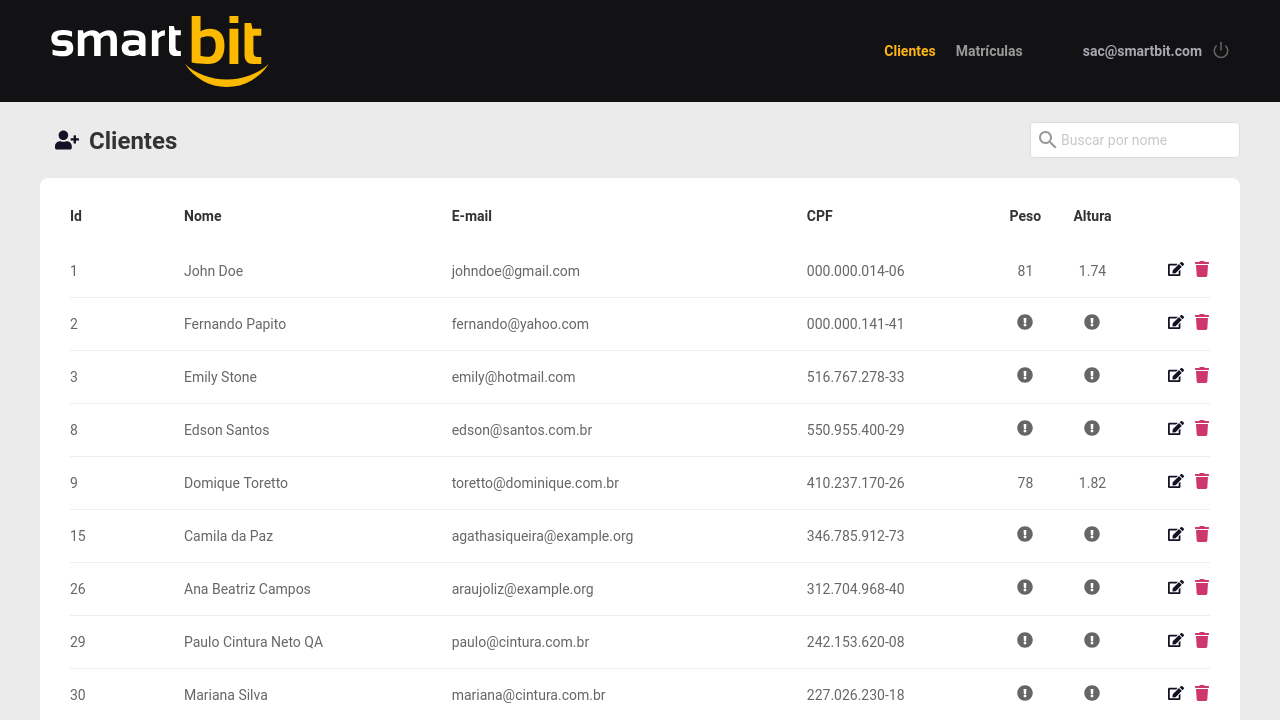 smartbit
Clientes Matrículas sac@smartbit.com
Clientes Buscar por nome
Id Nome E-mail CPF Peso Altura
1 John Doe johndoe@gmail.com 000.000.014-06 81 1.74
2 Fernando Papito fernando@yahoo.com 000.000.141-41
3 Emily Stone emily@hotmail.com 516.767.278-33
8 Edson Santos edson@santos.com.br 550.955.400-29
9 Domique Toretto toretto@dominique.com.br 410.237.170-26 78 1.82
15 Camila da Paz agathasiqueira@example.org 346.785.912-73
26 Ana Beatriz Campos araujoliz@example.org 312.704.968-40
29 Paulo Cintura Neto QA paulo@cintura.com.br 242.153.620-08
30 Mariana Silva mariana@cintura.com.br 227.026.230-18